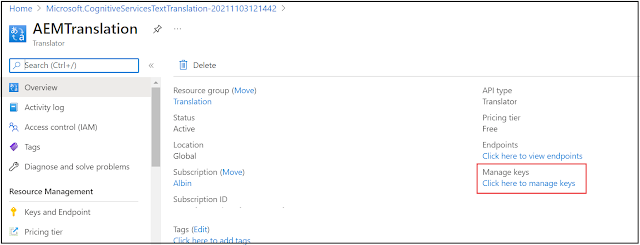 Home > Microsoft.CognitiveServicesTextTranslation-20211103121442 >
AEMTranslation
Translator
Search (Ctrl+/)
Overview
Activity log
Access control (IAM)
Tags
Diagnose and solve problems
Resource Management
Keys and Endpoint
Pricing tier
Delete
Resource group (Move)
Translation
Status
Active
Location
Global
Subscription (Move)
Albin
Subscription ID
Tags (Edit)
Click here to add tags
API type
Translator
Pricing tier
Free
Endpoints
Click here to view endpoints
Manage keys
Click here to manage keys